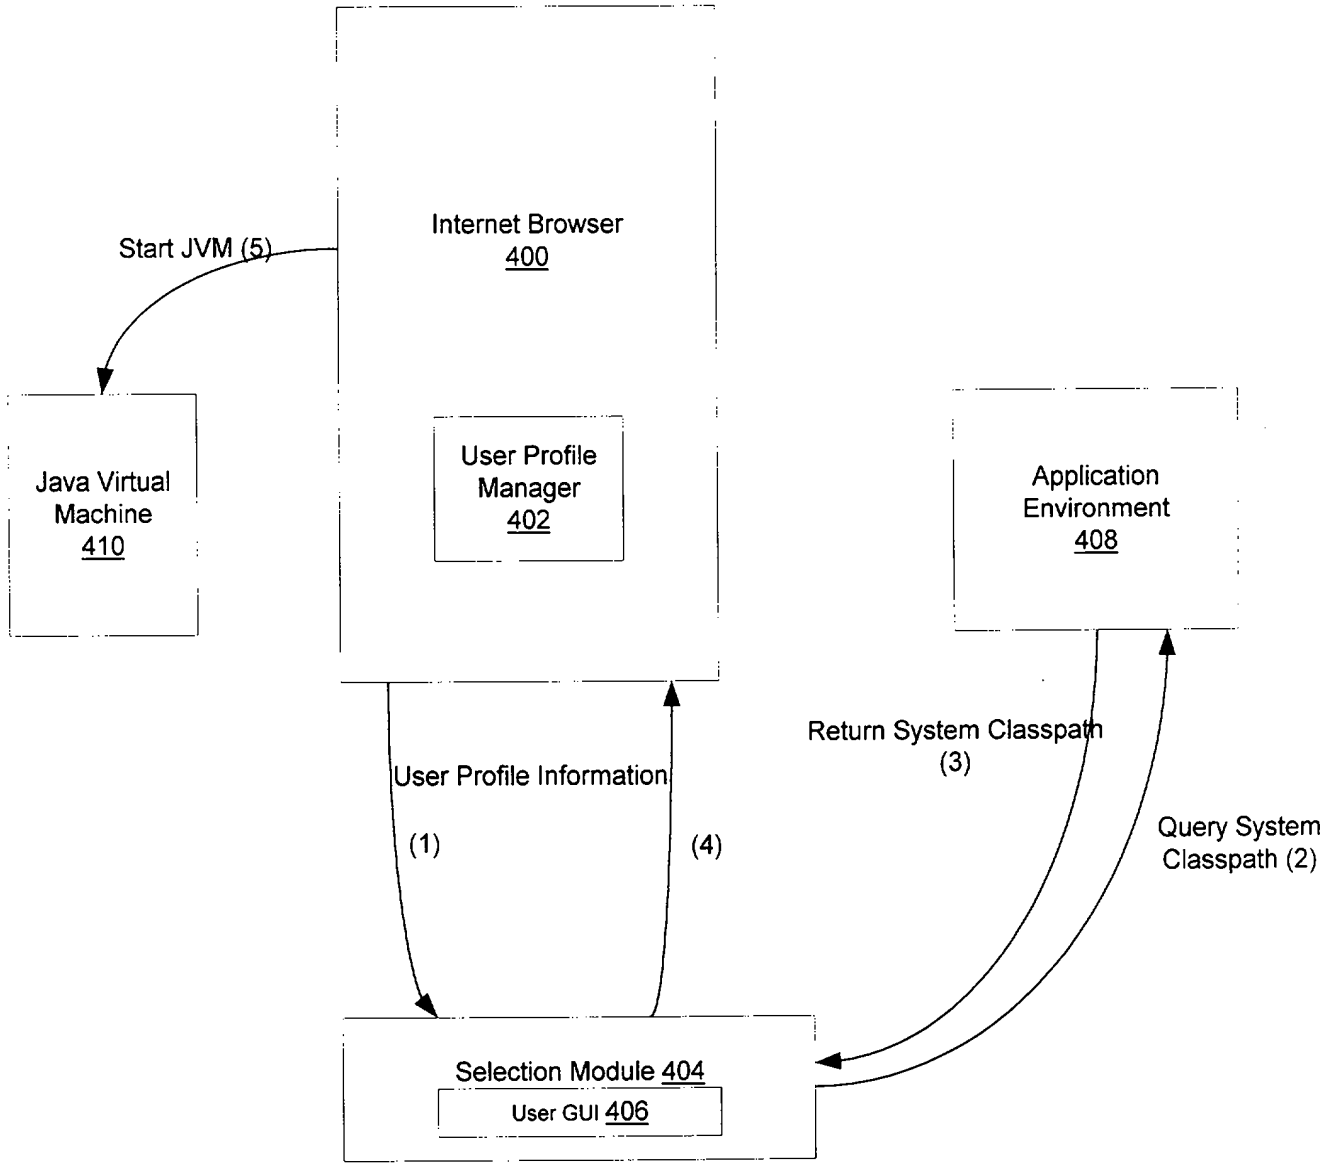 Internet Browser
400
Start JVM (5)
User Profile
Manager
402
Java Virtual
Machine
410
Application
Environment
408
Return System Classpath
(3)
User Profile Information
(1)
(4)
Query System
Classpath (2)
Selection Module 404
User GUI 406